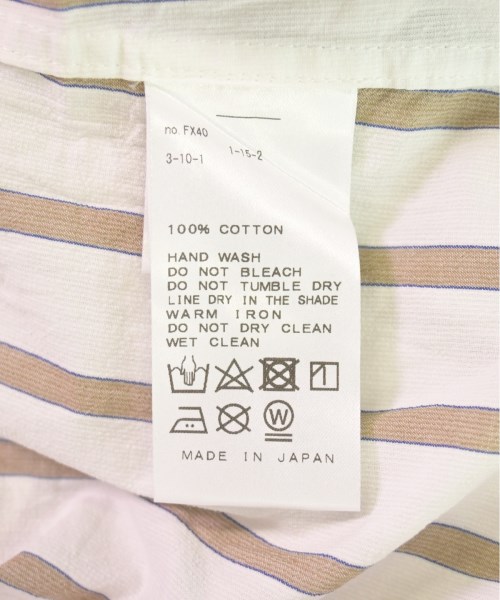 no. FX40
3-10-1 1-15-2
100% COTTON
HAND WASH
DO NOT BLEACH
DO NOT TUMBLE DRY
LINE DRY IN THE SHADE
WARM IRON
DO NOT DRY CLEAN
WET CLEAN
W
MADE IN JAPAN